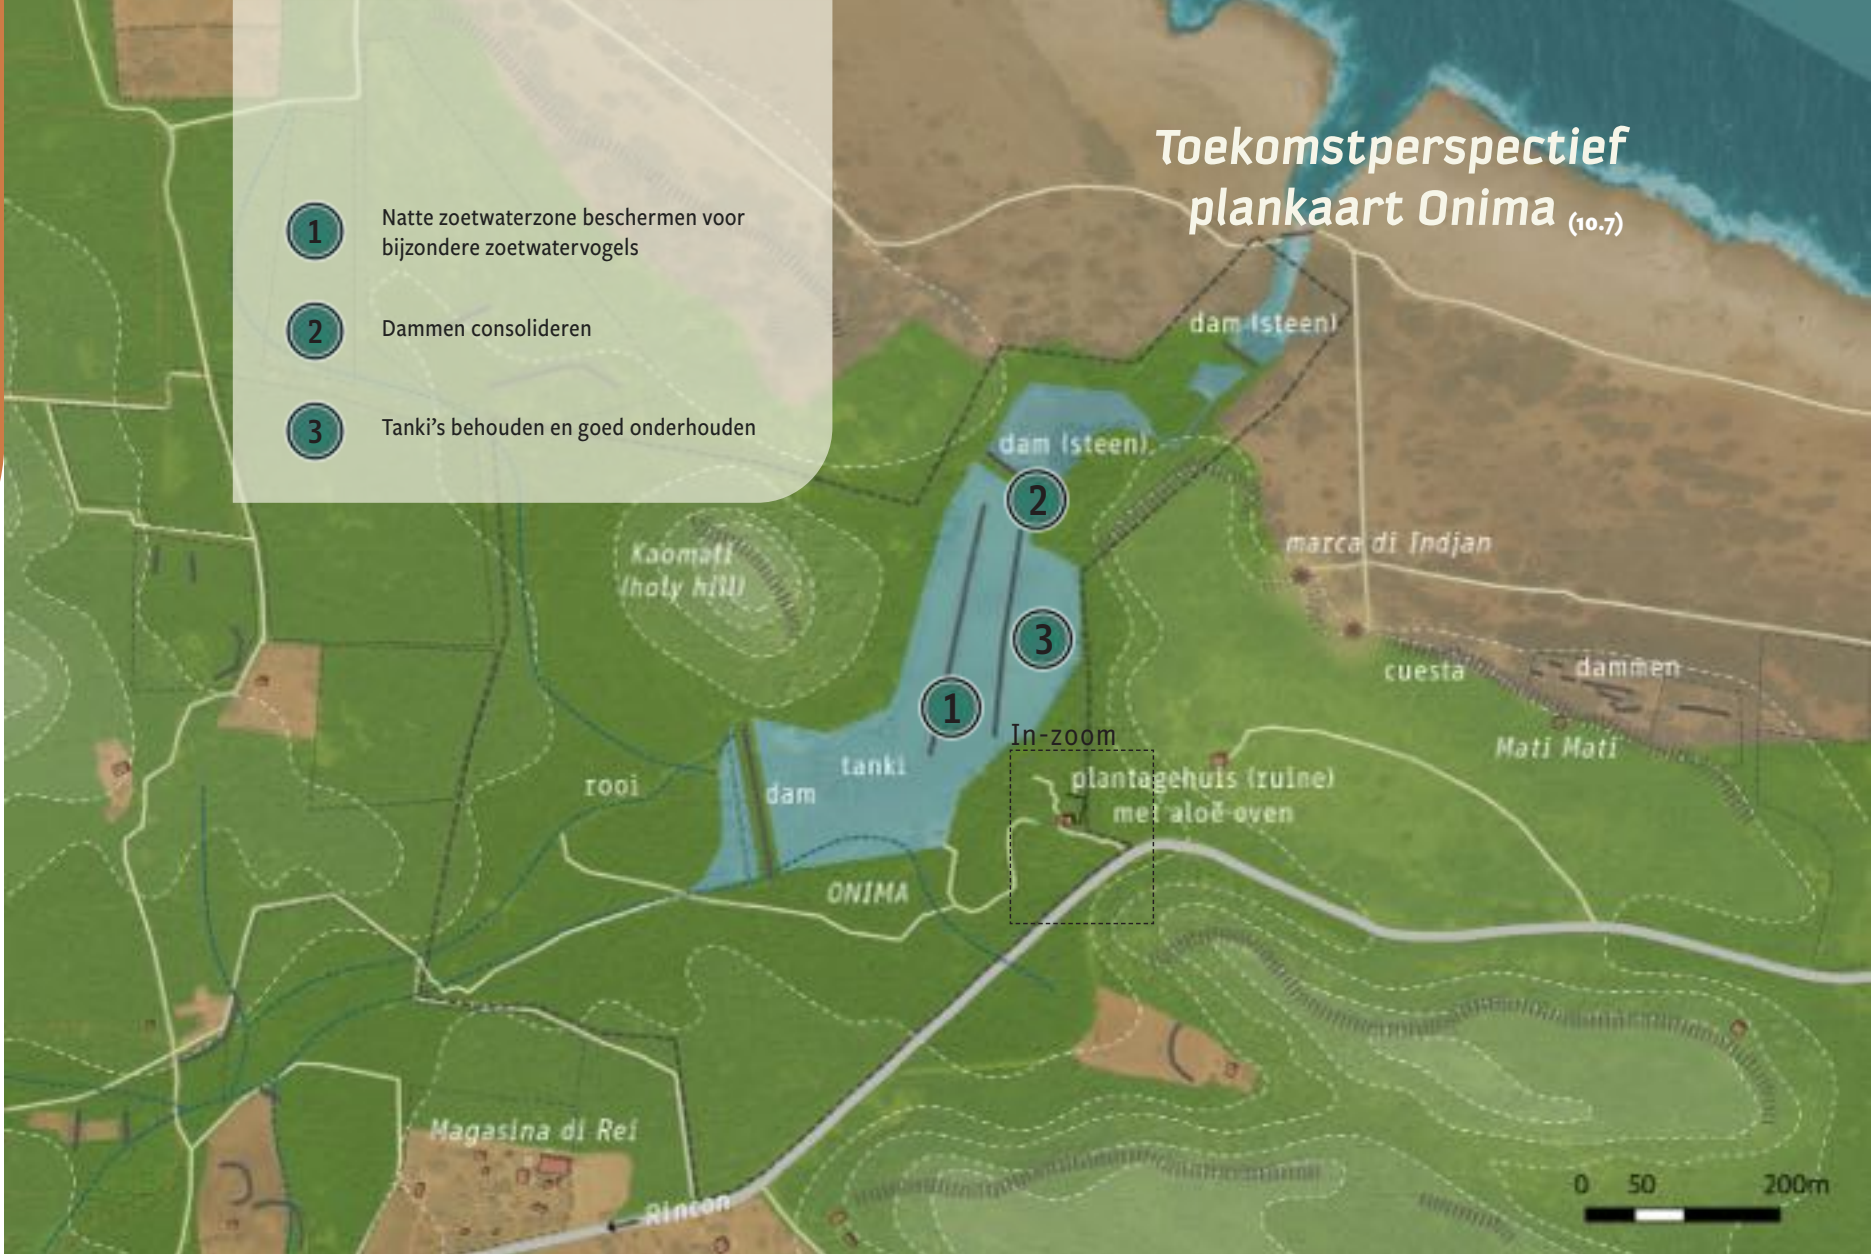 Toekomstperspectief
plankaart Onima (10.7)
1 Natte zoetwaterzone beschermen voor
bijzondere zoetwatervogels
2 Dammen consolideren
3 Tanki’s behouden en goed onderhouden
dam (steen)
dam (steen)
2
Kaomati
(holy hill)
marca di Indjan
3
cuesta
dammen
1
In-zoom
Mati Mati
tanki
rooi
dam
plantagehuis (ruïne)
met aloë-oven
ONIMA
Magasina di Rei
Rincon
0 50 200m